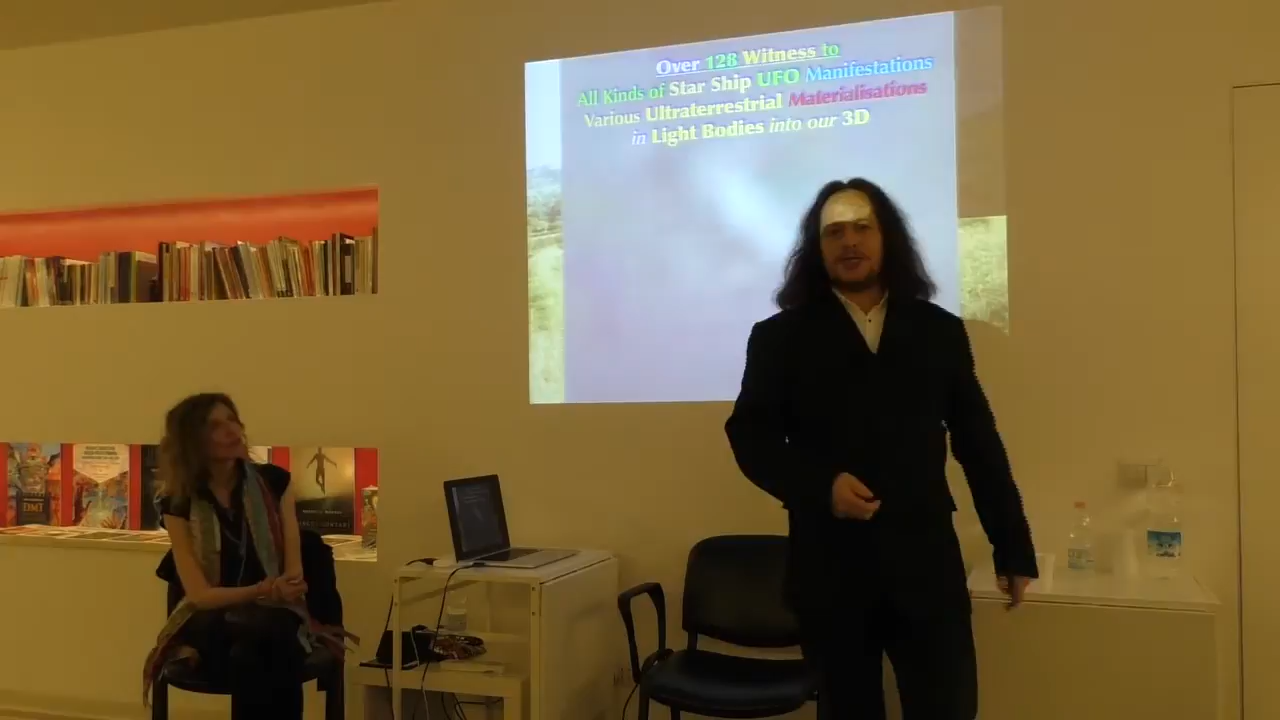 Over 128 Witness to
All Kinds of Star Ship UFO Manifestations
Various Ultraterrestrial Materialisations
in Light Bodies into our 3D